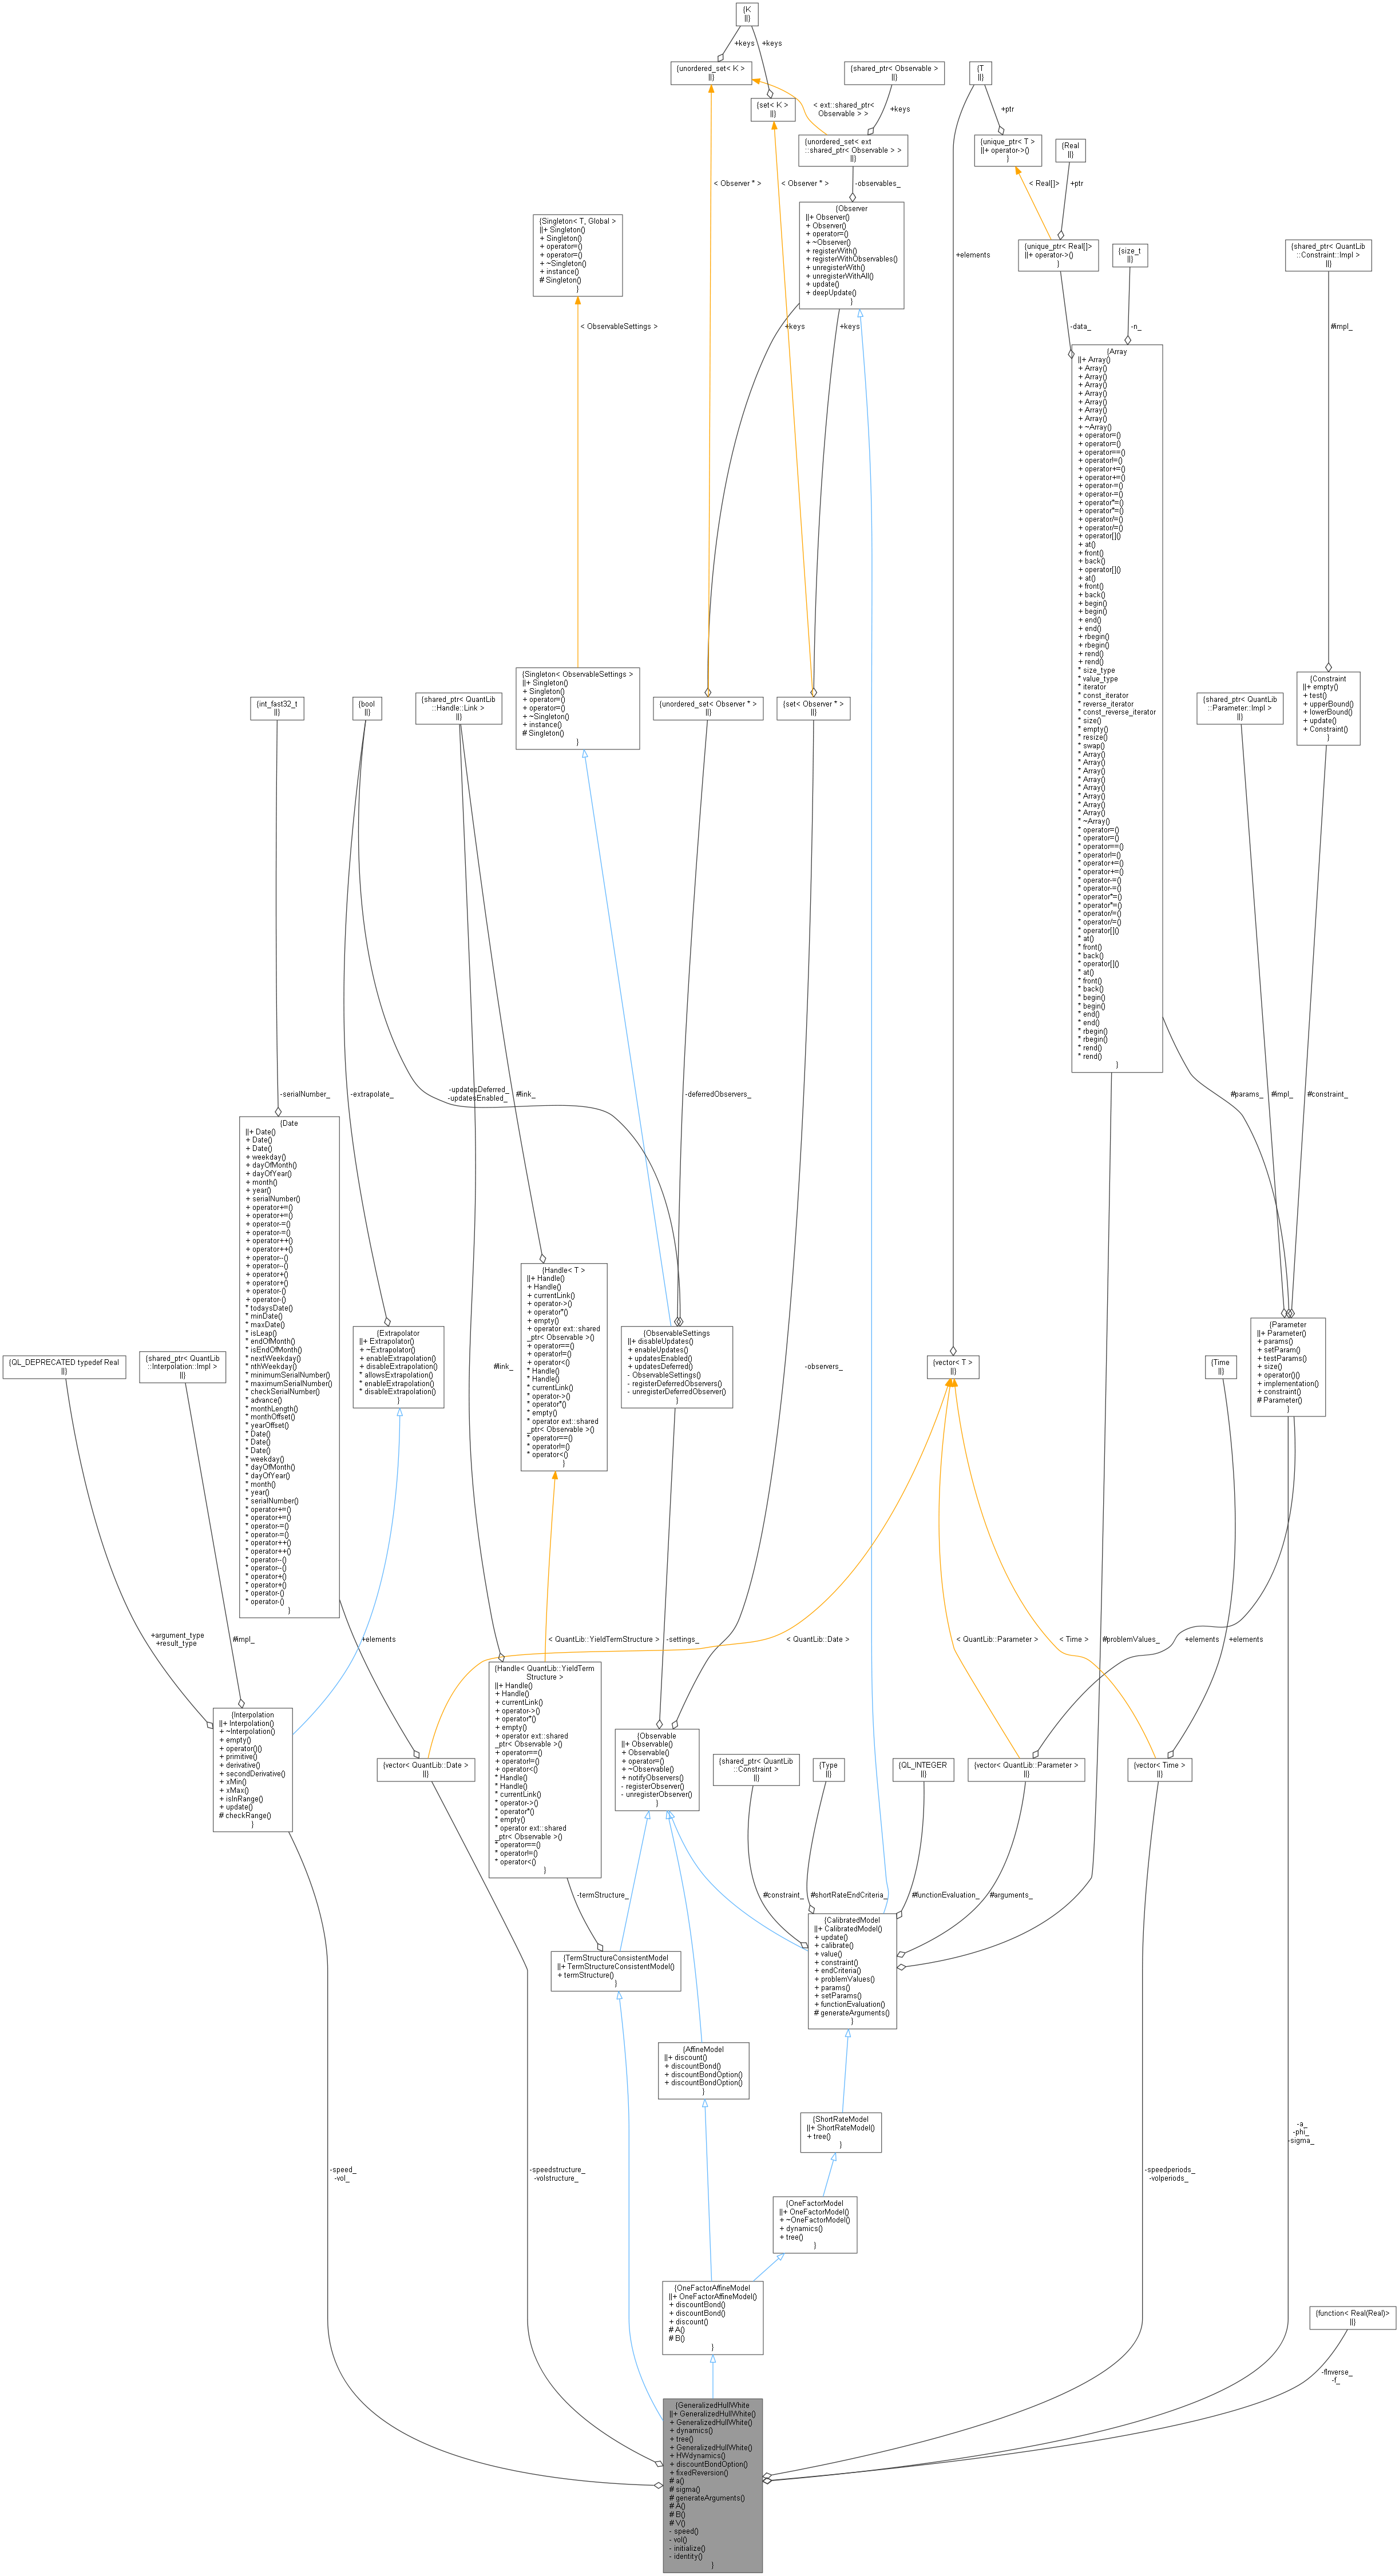 {K
||}
+keys
+keys
{unordered_set< K >
||}
{shared_ptr< Observable >
||}
{T
||}
{set< K >
||}
< ext::shared_ptr<
Observable > >
+keys
+ptr
{unordered_set< ext
::shared_ptr< Observable > >
||}
{unique_ptr< T >
||+ operator->()
}
{Real
||}
< Observer * >
< Observer * >
-observables_
< Real[]>
+ptr
{Singleton< T, Global >
||+ Singleton()
+ Singleton()
+ operator=()
+ operator=()
+ ~Singleton()
+ instance()
# Singleton()
}
{Observer
||+ Observer()
+ Observer()
+ operator=()
+ ~Observer()
+ registerWith()
+ registerWithObservables()
+ unregisterWith()
+ unregisterWithAll()
+ update()
+ deepUpdate()
}
+elements
{unique_ptr< Real[]>
||+ operator->()
}
{size_t
||}
{shared_ptr< QuantLib
::Constraint::Impl >
||}
< ObservableSettings >
+keys
+keys
-data_
-n_
#impl_
{Array
||+ Array()
+ Array()
+ Array()
+ Array()
+ Array()
+ Array()
+ Array()
+ Array()
+ ~Array()
+ operator=()
+ operator=()
+ operator==()
+ operator!=()
+ operator+=()
+ operator+=()
+ operator-=()
+ operator-=()
+ operator*=()
+ operator*=()
+ operator/=()
+ operator/=()
+ operator[]()
+ at()
+ front()
+ back()
+ operator[]()
+ at()
+ front()
+ back()
+ begin()
+ begin()
+ end()
+ end()
+ rbegin()
+ rbegin()
+ rend()
+ rend()
* size_type
* value_type
* iterator
* const_iterator
* reverse_iterator
* const_reverse_iterator
* size()
* empty()
* resize()
* swap()
* Array()
* Array()
* Array()
* Array()
* Array()
* Array()
* Array()
* Array()
* ~Array()
* operator=()
* operator=()
* operator==()
* operator!=()
* operator+=()
* operator+=()
* operator-=()
* operator-=()
* operator*=()
* operator*=()
* operator/=()
* operator/=()
* operator[]()
* at()
* front()
* back()
* operator[]()
* at()
* front()
* back()
* begin()
* begin()
* end()
* end()
* rbegin()
* rbegin()
* rend()
* rend()
}
{int_fast32_t
||}
{bool
||}
{shared_ptr< QuantLib
::Handle::Link >
||}
{Singleton< ObservableSettings >
||+ Singleton()
+ Singleton()
+ operator=()
+ operator=()
+ ~Singleton()
+ instance()
# Singleton()
}
{unordered_set< Observer * >
||}
{set< Observer * >
||}
{shared_ptr< QuantLib
::Parameter::Impl >
||}
{Constraint
||+ empty()
+ test()
+ upperBound()
+ lowerBound()
+ update()
+ Constraint()
}
-serialNumber_
-extrapolate_
-updatesDeferred_
-updatesEnabled_
#link_
-deferredObservers_
#params_
#impl_
#constraint_
{Date
||+ Date()
+ Date()
+ Date()
+ weekday()
+ dayOfMonth()
+ dayOfYear()
+ month()
+ year()
+ serialNumber()
+ operator+=()
+ operator+=()
+ operator-=()
+ operator-=()
+ operator++()
+ operator++()
+ operator--()
+ operator--()
+ operator+()
+ operator+()
+ operator-()
+ operator-()
* todaysDate()
* minDate()
* maxDate()
* isLeap()
* endOfMonth()
* isEndOfMonth()
* nextWeekday()
* nthWeekday()
* minimumSerialNumber()
* maximumSerialNumber()
* checkSerialNumber()
* advance()
* monthLength()
* monthOffset()
* yearOffset()
* Date()
* Date()
* Date()
* weekday()
* dayOfMonth()
* dayOfYear()
* month()
* year()
* serialNumber()
* operator+=()
* operator+=()
* operator-=()
* operator-=()
* operator++()
* operator++()
* operator--()
* operator--()
* operator+()
* operator+()
* operator-()
* operator-()
}
{QL_DEPRECATED typedef Real
||}
{shared_ptr< QuantLib
::Interpolation::Impl >
||}
{Extrapolator
||+ Extrapolator()
+ ~Extrapolator()
+ enableExtrapolation()
+ disableExtrapolation()
* allowsExtrapolation()
* enableExtrapolation()
* disableExtrapolation()
}
#link_
{Handle< T >
||+ Handle()
+ Handle()
+ currentLink()
+ operator->()
+ operator*()
+ empty()
+ operator ext::shared
_ptr< Observable >()
+ operator==()
+ operator!=()
+ operator<()
* Handle()
* Handle()
* currentLink()
* operator->()
* operator*()
* empty()
* operator ext::shared
_ptr< Observable >()
* operator==()
* operator!=()
* operator<()
}
{ObservableSettings
||+ disableUpdates()
+ enableUpdates()
+ updatesEnabled()
+ updatesDeferred()
- ObservableSettings()
- registerDeferredObservers()
- unregisterDeferredObserver()
}
-observers_
{vector< T >
||}
{Time
||}
{Parameter
||+ Parameter()
+ params()
+ setParam()
+ testParams()
+ size()
+ operator()()
+ implementation()
+ constraint()
# Parameter()
}
+argument_type
+result_type
#impl_
+elements
< QuantLib::YieldTermStructure >
-settings_
< QuantLib::Date >
< QuantLib::Parameter >
< Time >
#problemValues_
+elements
+elements
{Interpolation
||+ Interpolation()
+ ~Interpolation()
+ empty()
+ operator()()
+ primitive()
+ derivative()
+ secondDerivative()
+ xMin()
+ xMax()
+ isInRange()
+ update()
# checkRange()
}
{vector< QuantLib::Date >
||}
{Handle< QuantLib::YieldTerm
Structure >
||+ Handle()
+ Handle()
+ currentLink()
+ operator->()
+ operator*()
+ empty()
+ operator ext::shared
_ptr< Observable >()
+ operator==()
+ operator!=()
+ operator<()
* Handle()
* Handle()
* currentLink()
* operator->()
* operator*()
* empty()
* operator ext::shared
_ptr< Observable >()
* operator==()
* operator!=()
* operator<()
}
{Observable
||+ Observable()
+ Observable()
+ operator=()
+ ~Observable()
+ notifyObservers()
- registerObserver()
- unregisterObserver()
}
{shared_ptr< QuantLib
::Constraint >
||}
{Type
||}
{QL_INTEGER
||}
{vector< QuantLib::Parameter >
||}
{vector< Time >
||}
-termStructure_
#constraint_
#shortRateEndCriteria_
#functionEvaluation_
#arguments_
{TermStructureConsistentModel
||+ TermStructureConsistentModel()
+ termStructure()
}
{CalibratedModel
||+ CalibratedModel()
+ update()
+ calibrate()
+ value()
+ constraint()
+ endCriteria()
+ problemValues()
+ params()
+ setParams()
+ functionEvaluation()
# generateArguments()
}
{AffineModel
||+ discount()
+ discountBond()
+ discountBondOption()
}
{ShortRateModel
||+ ShortRateModel()
+ tree()
}
-speed_
-vol_
-speedstructure_
-volstructure_
-speedperiods_
-volperiods_
-a_
-phi_
-sigma_
{OneFactorModel
||+ OneFactorModel()
+ ~OneFactorModel()
+ dynamics()
+ tree()
}
{OneFactorAffineModel
||+ OneFactorAffineModel()
+ discountBond()
+ discountBond()
+ discount()
# A()
# B()
}
{function< Real(Real)>
||}
-fInverse_
-f_
{GeneralizedHullWhite
||+ GeneralizedHullWhite()
+ GeneralizedHullWhite()
+ dynamics()
+ tree()
+ GeneralizedHullWhite()
+ HWdynamics()
+ discountBondOption()
+ fixedReversion()
# a()
# sigma()
# generateArguments()
# A()
# B()
# V()
- speed()
- vol()
- initialize()
- identity()
}